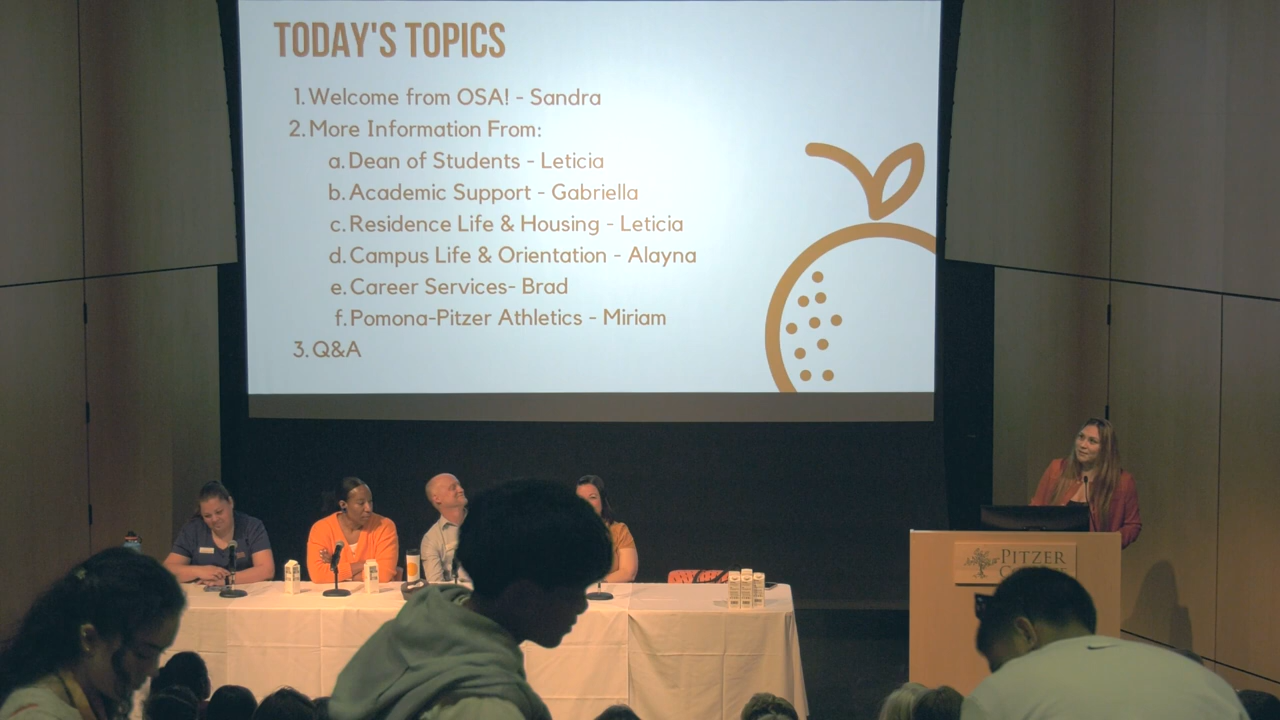 TODAY'S TOPICS
1. Welcome from OSA! - Sandra
2. More Information From:
a. Dean of Students - Leticia
b. Academic Support - Gabriella
c. Residence Life & Housing - Leticia
d. Campus Life & Orientation - Alayna
e. Career Services- Brad
f. Pomona-Pitzer Athletics - Miriam
3. Q&A
PITZER